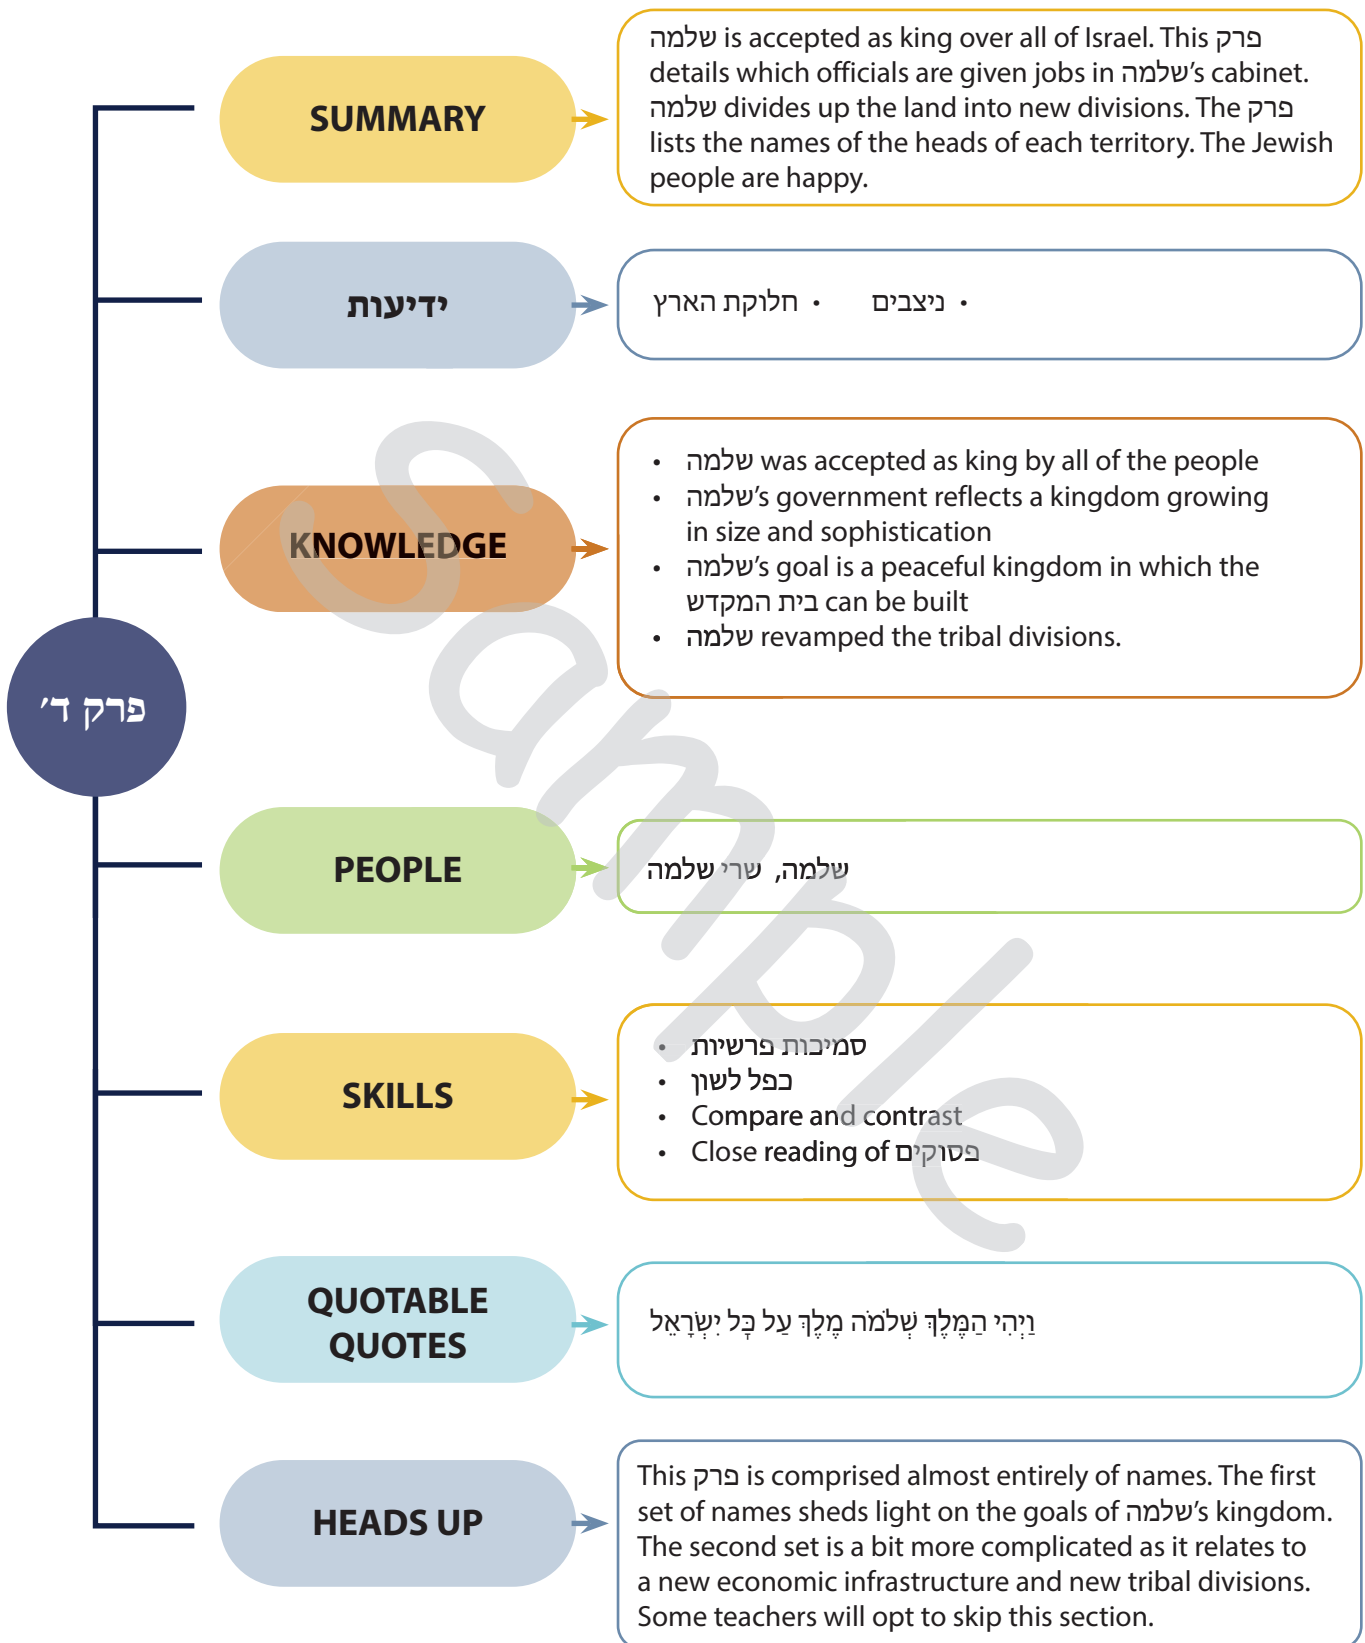 פרק ד׳
SUMMARY
שלמה is accepted as king over all of Israel. This פרק
details which officials are given jobs in שלמה's cabinet.
שלמה divides up the land into new divisions. The פרק
lists the names of the heads of each territory. The Jewish
people are happy.
ידיעות
• ניצבים • חלוקת הארץ
KNOWLEDGE
• שלמה was accepted as king by all of the people
• שלמה's government reflects a kingdom growing
in size and sophistication
• שלמה's goal is a peaceful kingdom in which the
בית המקדש can be built
• שלמה revamped the tribal divisions.
PEOPLE
שלמה, שרי שלמה
SKILLS
• סמיכות פרשיות
• כפל לשון
• Compare and contrast
• Close reading of פסוקים
QUOTABLE
QUOTES
וַיְהִי הַמֶּלֶךְ שְׁלֹמֹה מֶלֶךְ עַל כָּל יִשְׂרָאֵל
HEADS UP
This פרק is comprised almost entirely of names. The first
set of names sheds light on the goals of שלמה's kingdom.
The second set is a bit more complicated as it relates to
a new economic infrastructure and new tribal divisions.
Some teachers will opt to skip this section.
Sample